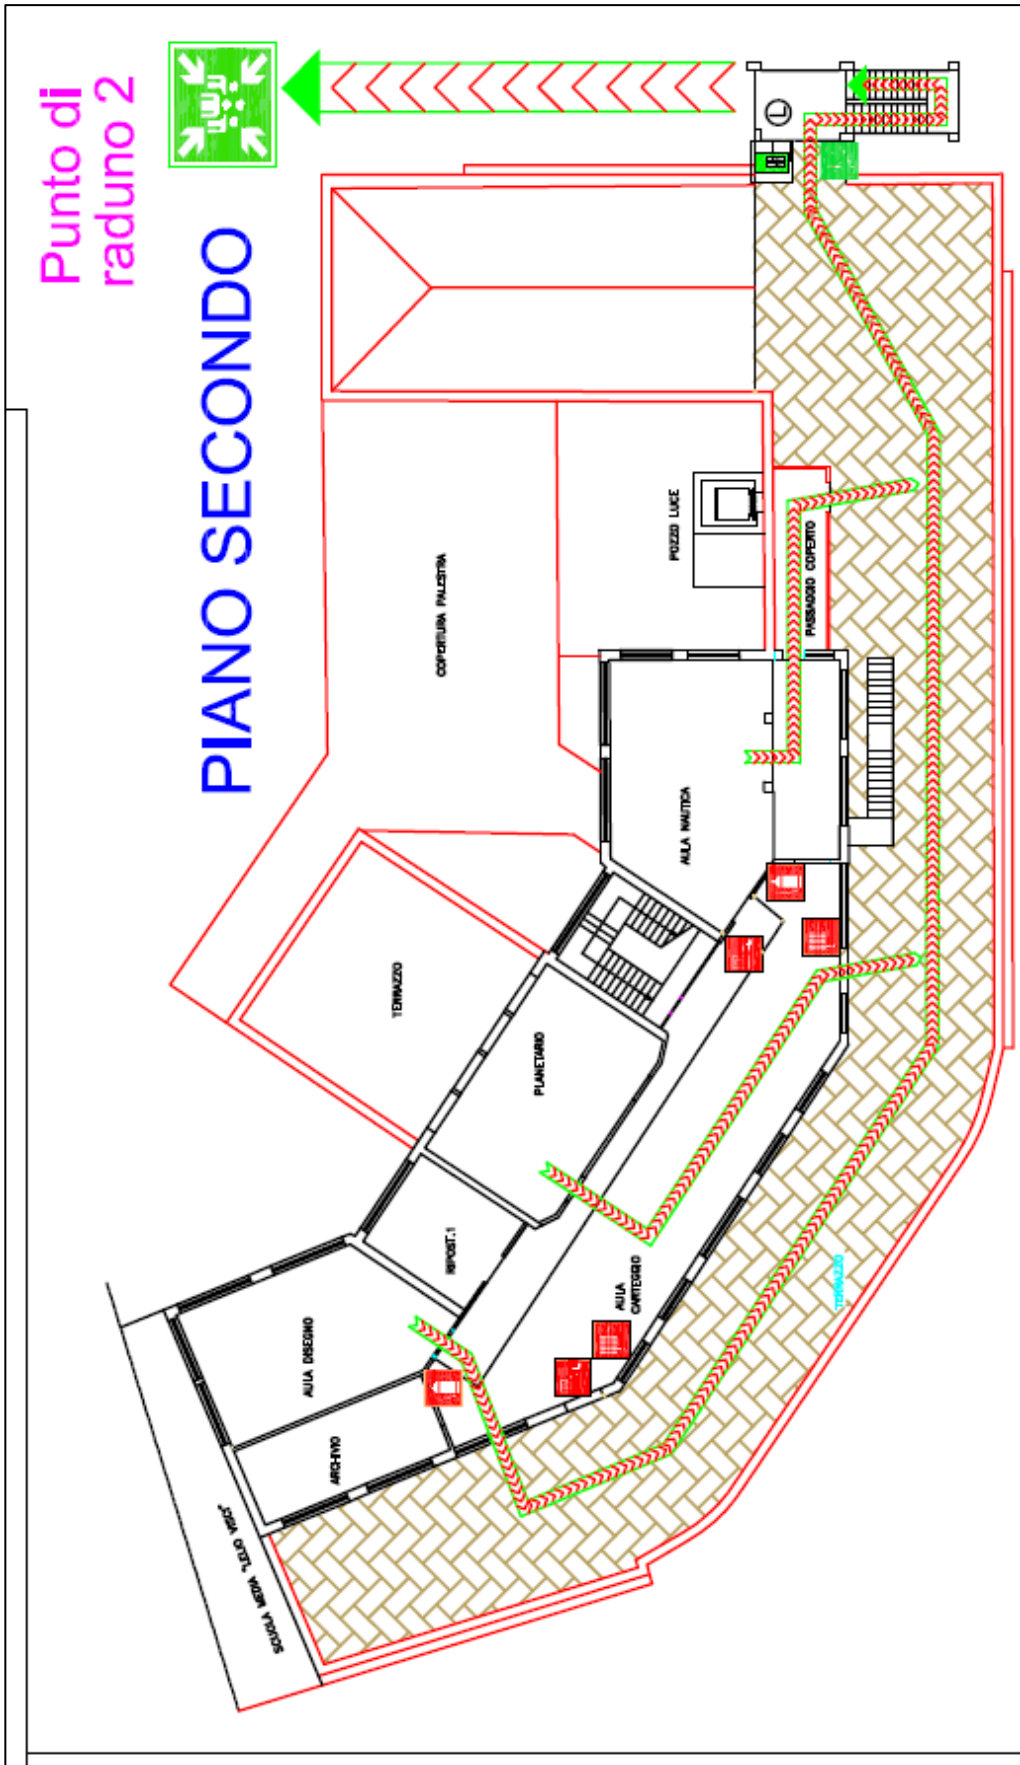 Punto di
raduno 2
PIANO SECONDO
L
COPERTURA PALESTRA
POZZO LUCE
PASSAGGIO COPERTO
AULA NAUTICA
TERRAZZO
PLANETARIO
RIPOST.1
AULA DISEGNO
ARCHIVIO
AULA
CARTEGGIO
TERRAZZO
SCUOLA MEDIA "LELIO VISCI"